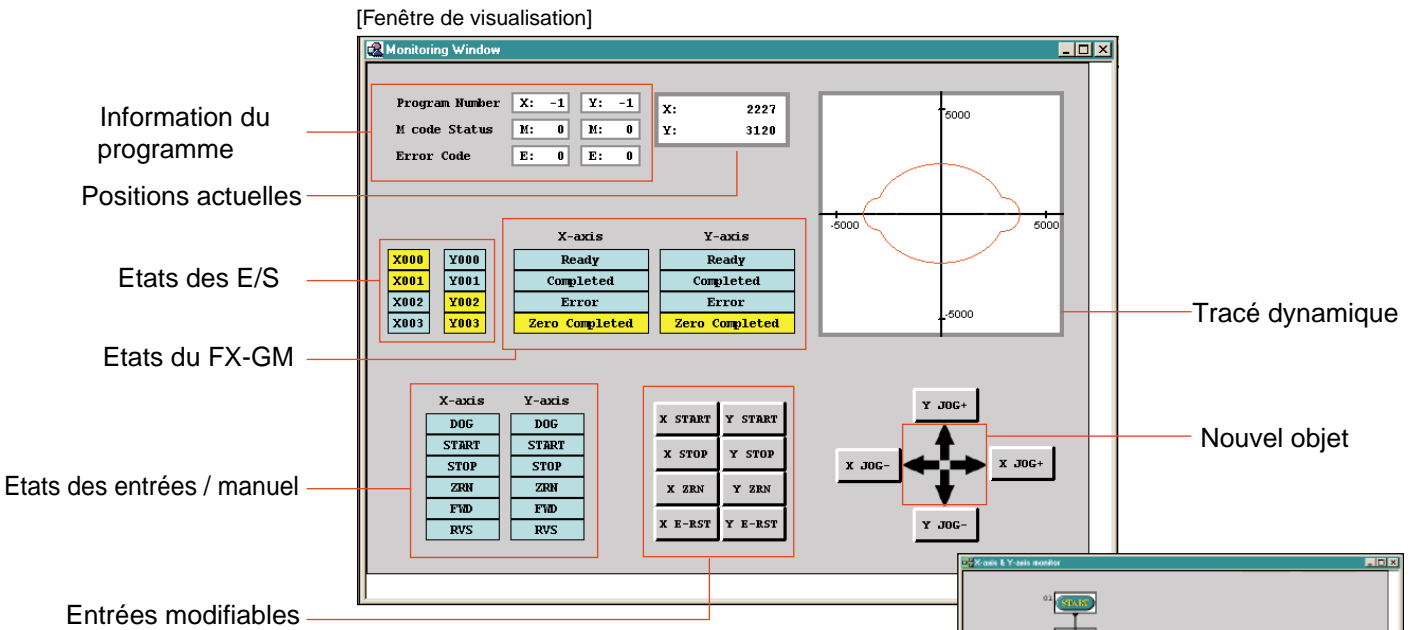 [Fenêtre de visualisation]
Monitoring Window
Information du
programme
Program Number X: -1 Y: -1
M code Status M: 0 M: 0
Error Code E: 0 E: 0
X: 2227
Y: 3120
Positions actuelles
5000
-5000
5000
-5000
Tracé dynamique
Etats des E/S
X000 Y000
X001 Y001
X002 Y002
X003 Y003
X-axis Y-axis
Ready Ready
Completed Completed
Error Error
Zero Completed Zero Completed
Etats du FX-GM
X-axis Y-axis
DOG DOG
START START
STOP STOP
ZRN ZRN
FWD FWD
RVS RVS
Etats des entrées / manuel
X START Y START
X STOP Y STOP
X ZRN Y ZRN
X E-RST Y E-RST
Entrées modifiables
Y JOG+
X JOG- X JOG+
Y JOG-
Nouvel objet
X-axis & Y-axis monitor
01
START